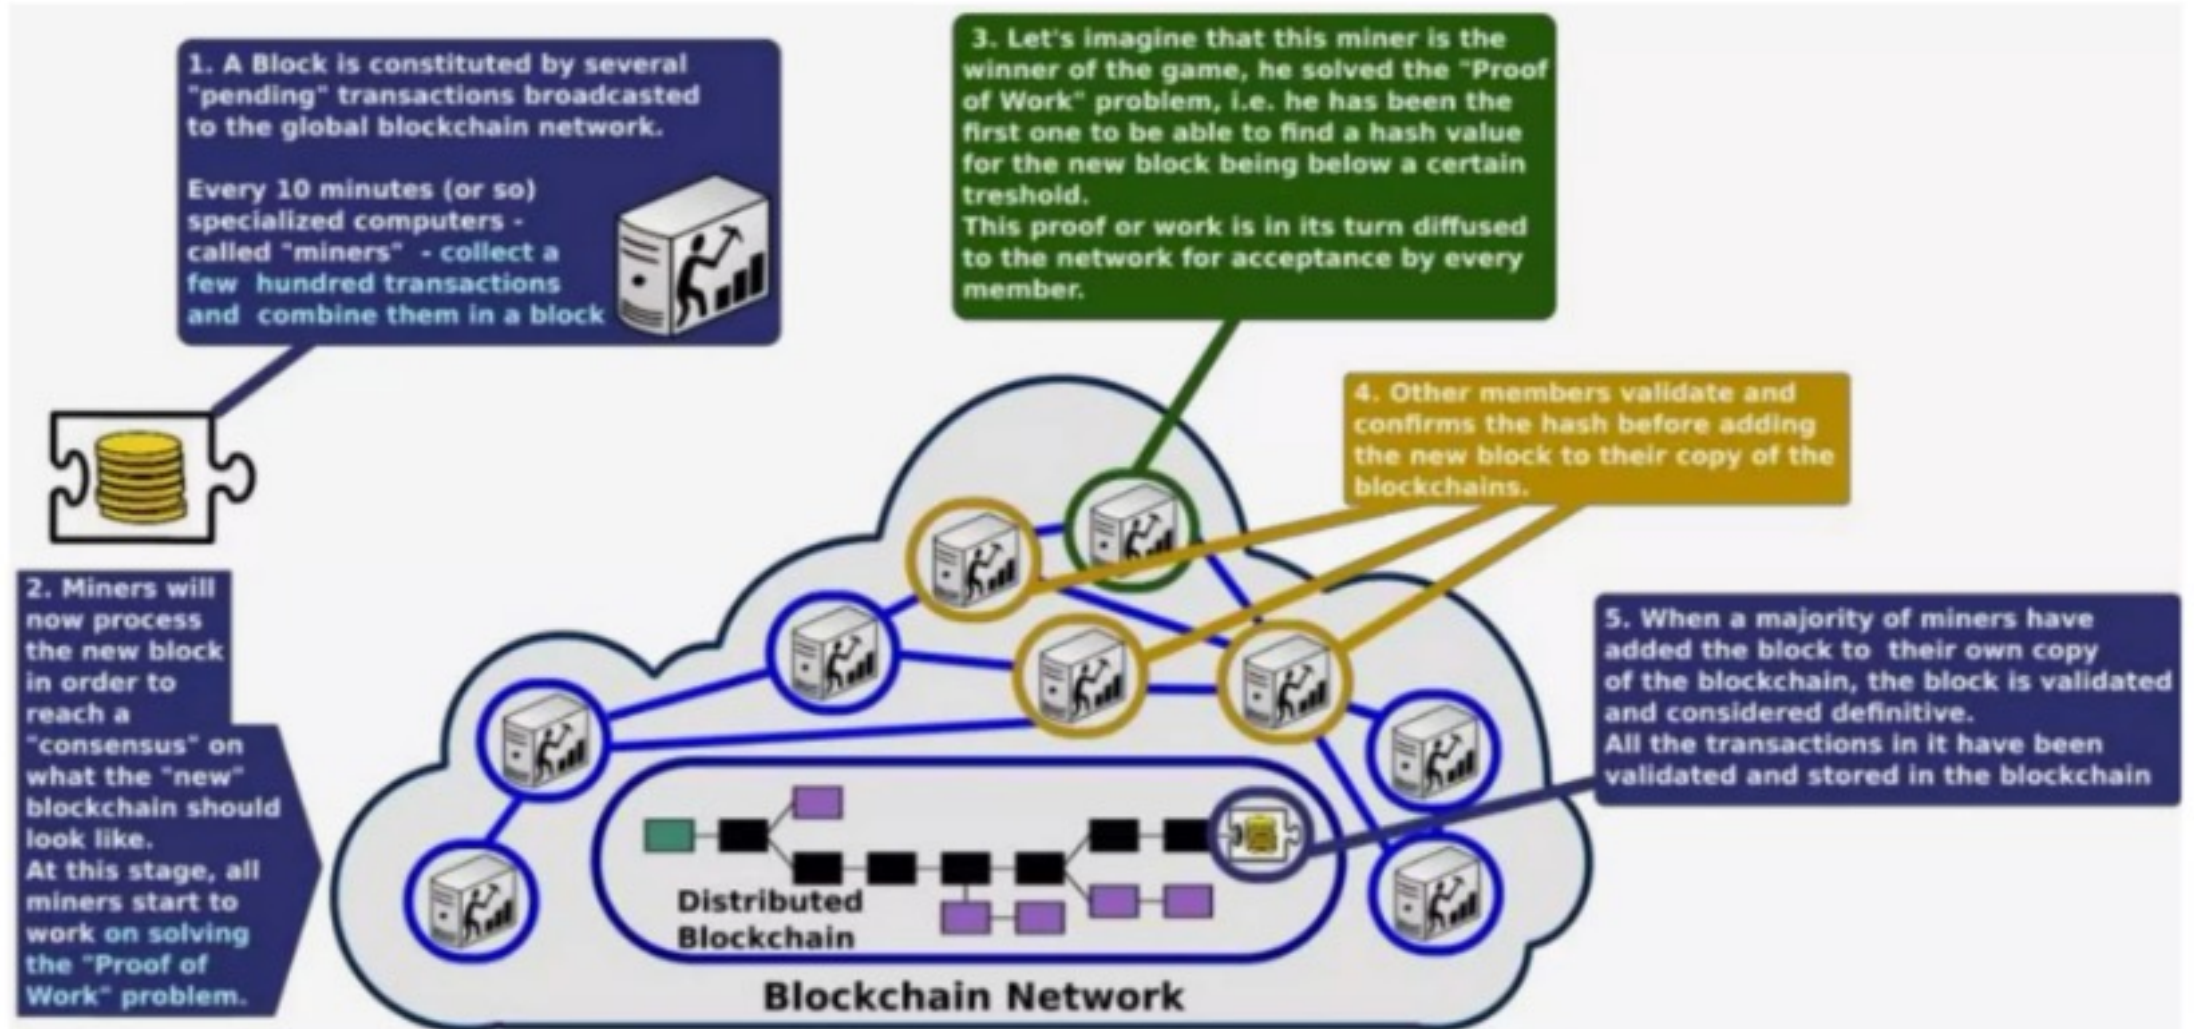 1. A Block is constituted by several
"pending" transactions broadcasted
to the global blockchain network.
Every 10 minutes (or so)
specialized computers -
called "miners" - collect a
few hundred transactions
and combine them in a block
2. Miners will
now process
the new block
in order to
reach a
"consensus" on
what the "new"
blockchain should
look like.
At this stage, all
miners start to
work on solving
the "Proof of
Work" problem.
3. Let's imagine that this miner is the
winner of the game, he solved the "Proof
of Work" problem, i.e. he has been the
first one to be able to find a hash value
for the new block being below a certain
treshold.
This proof or work is in its turn diffused
to the network for acceptance by every
member.
4. Other members validate and
confirms the hash before adding
the new block to their copy of the
blockchains.
5. When a majority of miners have
added the block to their own copy
of the blockchain, the block is validated
and considered definitive.
All the transactions in it have been
validated and stored in the blockchain
Distributed
Blockchain
Blockchain Network